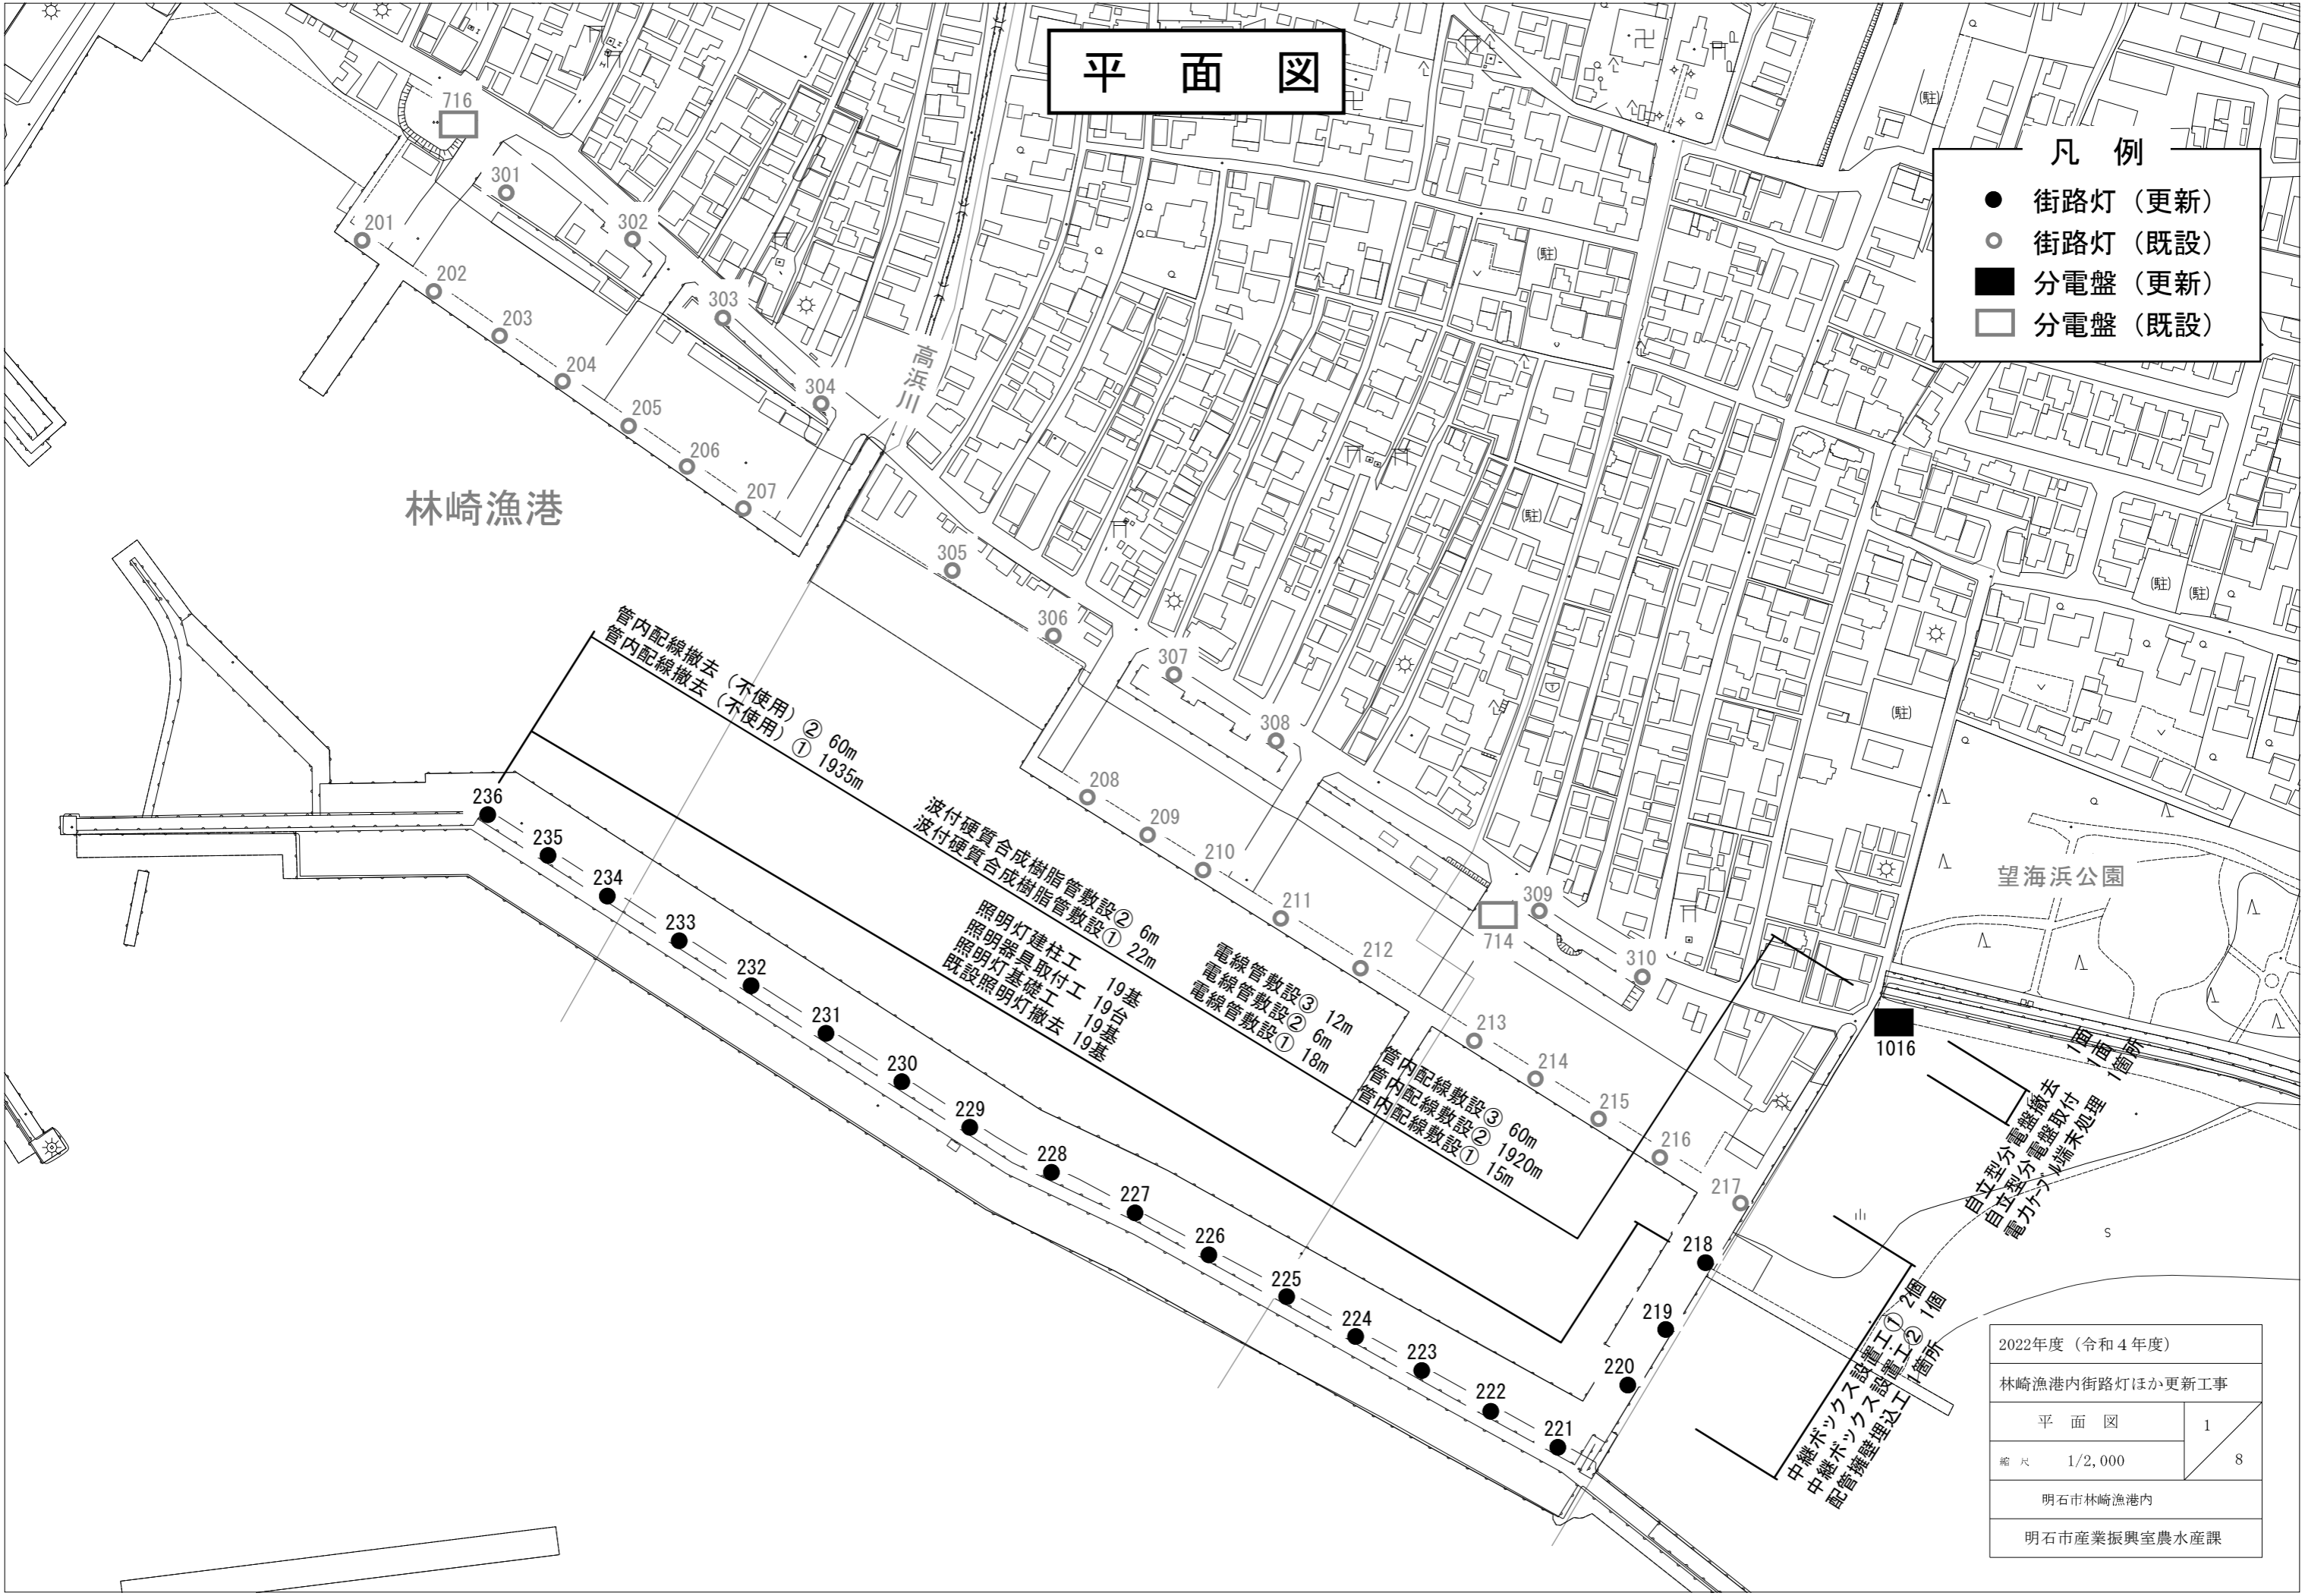 平面図
凡例
街路灯（更新）
街路灯（既設）
分電盤（更新）
分電盤（既設）
716
301
302
201
202
303
203
304
204
205
206
207
高浜川
林崎漁港
(駐)
(駐)
(駐)
(駐)
(駐)
(駐)
305
306
307
308
208
209
210
211
212
309
714
310
213
214
215
216
217
望海浜公園
1016
管内配線撤去（不使用）② 60m
管内配線撤去（不使用）① 1935m
波付硬質合成樹脂管敷設② 6m
波付硬質合成樹脂管敷設① 22m
照明灯建柱工 19基
照明器具取付工 19台
照明灯基礎工 19基
既設照明灯撤去 19基
電線管敷設③ 12m
電線管敷設② 6m
電線管敷設① 18m
管内配線敷設③ 60m
管内配線敷設② 1920m
管内配線敷設① 15m
自立型分電盤撤去 1面
自立型分電盤取付 1面
電力ケーブル端末処理 1箇所
236
235
234
233
232
231
230
229
228
227
226
225
224
223
222
221
220
219
218
S
中継ボックス設置工① 2個
中継ボックス設置工② 1個
配管擁壁埋込工 1箇所
2022年度（令和４年度）
林崎漁港内街路灯ほか更新工事
平面図 1/8
縮尺 1/2,000
明石市林崎漁港内
明石市産業振興室農水産課